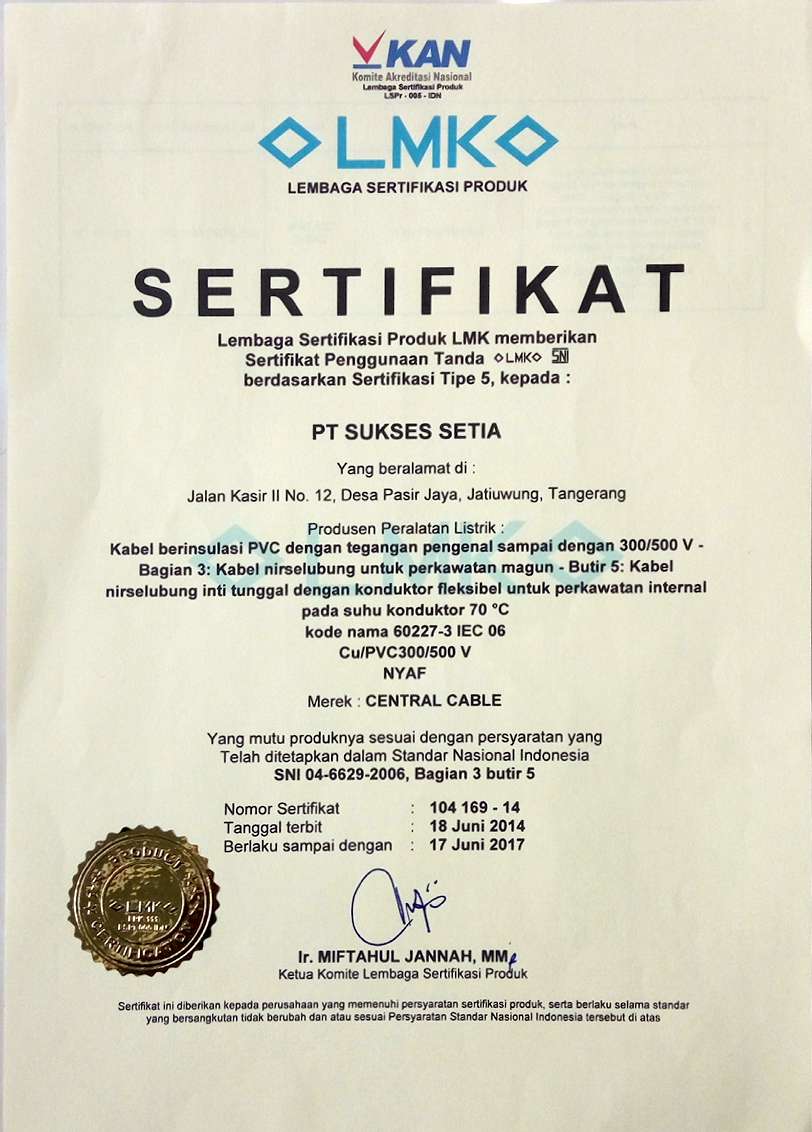 KAN
Komite Akreditasi Nasional
Lembaga Sertifikasi Produk
LSPr - 005 - IDN
LMK
LEMBAGA SERTIFIKASI PRODUK
SERTIFIKAT
Lembaga Sertifikasi Produk LMK memberikan
Sertifikat Penggunaan Tanda LMK SNI
berdasarkan Sertifikasi Tipe 5, kepada :
PT SUKSES SETIA
Yang beralamat di :
Jalan Kasir II No. 12, Desa Pasir Jaya, Jatiuwung, Tangerang
Produsen Peralatan Listrik :
Kabel berinsulasi PVC dengan tegangan pengenal sampai dengan 300/500 V -
Bagian 3: Kabel nirselubung untuk perkawatan magun - Butir 5: Kabel
nirselubung inti tunggal dengan konduktor fleksibel untuk perkawatan internal
pada suhu konduktor 70 °C
kode nama 60227-3 IEC 06
Cu/PVC300/500 V
NYAF
Merek : CENTRAL CABLE
Yang mutu produknya sesuai dengan persyaratan yang
Telah ditetapkan dalam Standar Nasional Indonesia
SNI 04-6629-2006, Bagian 3 butir 5
Nomor Sertifikat : 104 169 - 14
Tanggal terbit : 18 Juni 2014
Berlaku sampai dengan : 17 Juni 2017
PRODUCT
LMK
CERTIFICATION
Ir. MIFTAHUL JANNAH, MM
Ketua Komite Lembaga Sertifikasi Produk
Sertifikat ini diberikan kepada perusahaan yang memenuhi persyaratan sertifikasi produk, serta berlaku selama standar
yang bersangkutan tidak berubah dan atau sesuai Persyaratan Standar Nasional Indonesia tersebut di atas